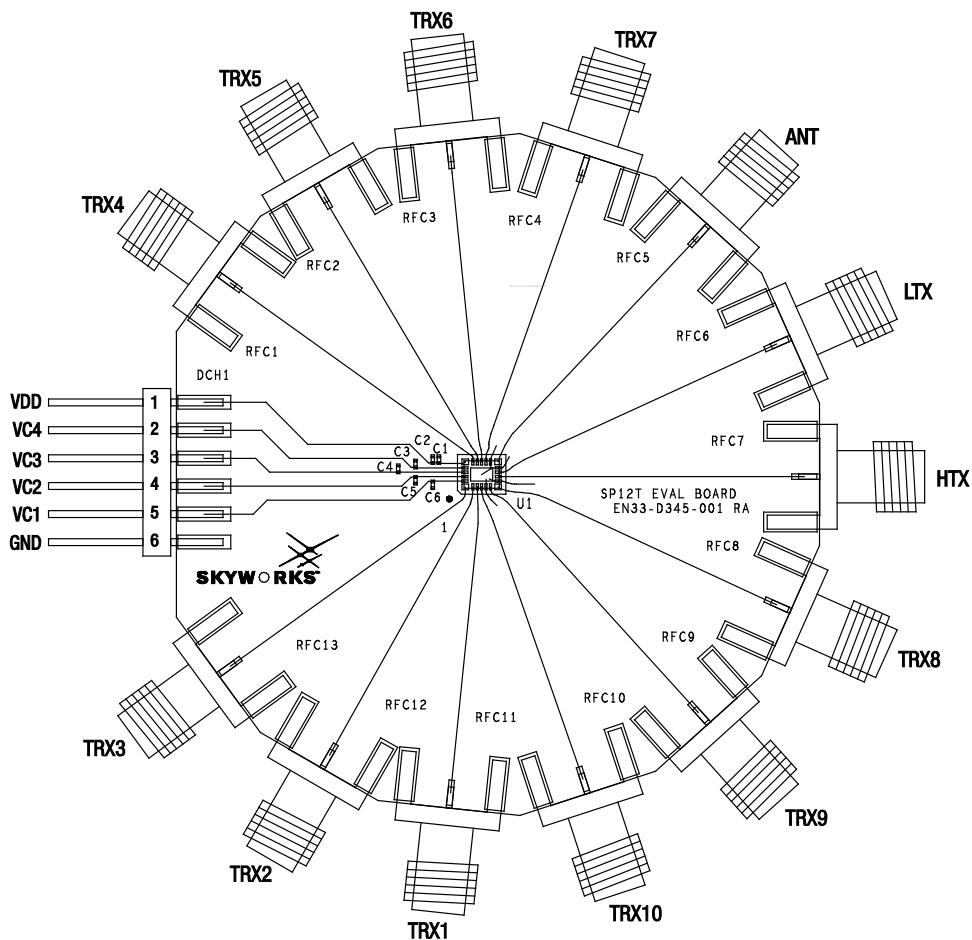 TRX6
TRX7
TRX5
ANT
TRX4
RFC3
RFC4
RFC2
RFC5
LTX
RFC1
RFC6
DCH1
VDD 1
VC4 2
VC3 3
VC2 4
VC1 5
GND 6
C2 C1
C3
C4
C5
C6
1
U1
RFC7
HTX
SP12T EVAL BOARD
EN33-D345-001 RA
RFC8
SKYWORKS™
RFC13
RFC9
TRX8
RFC12
RFC11
RFC10
TRX3
TRX9
TRX2
TRX1
TRX10